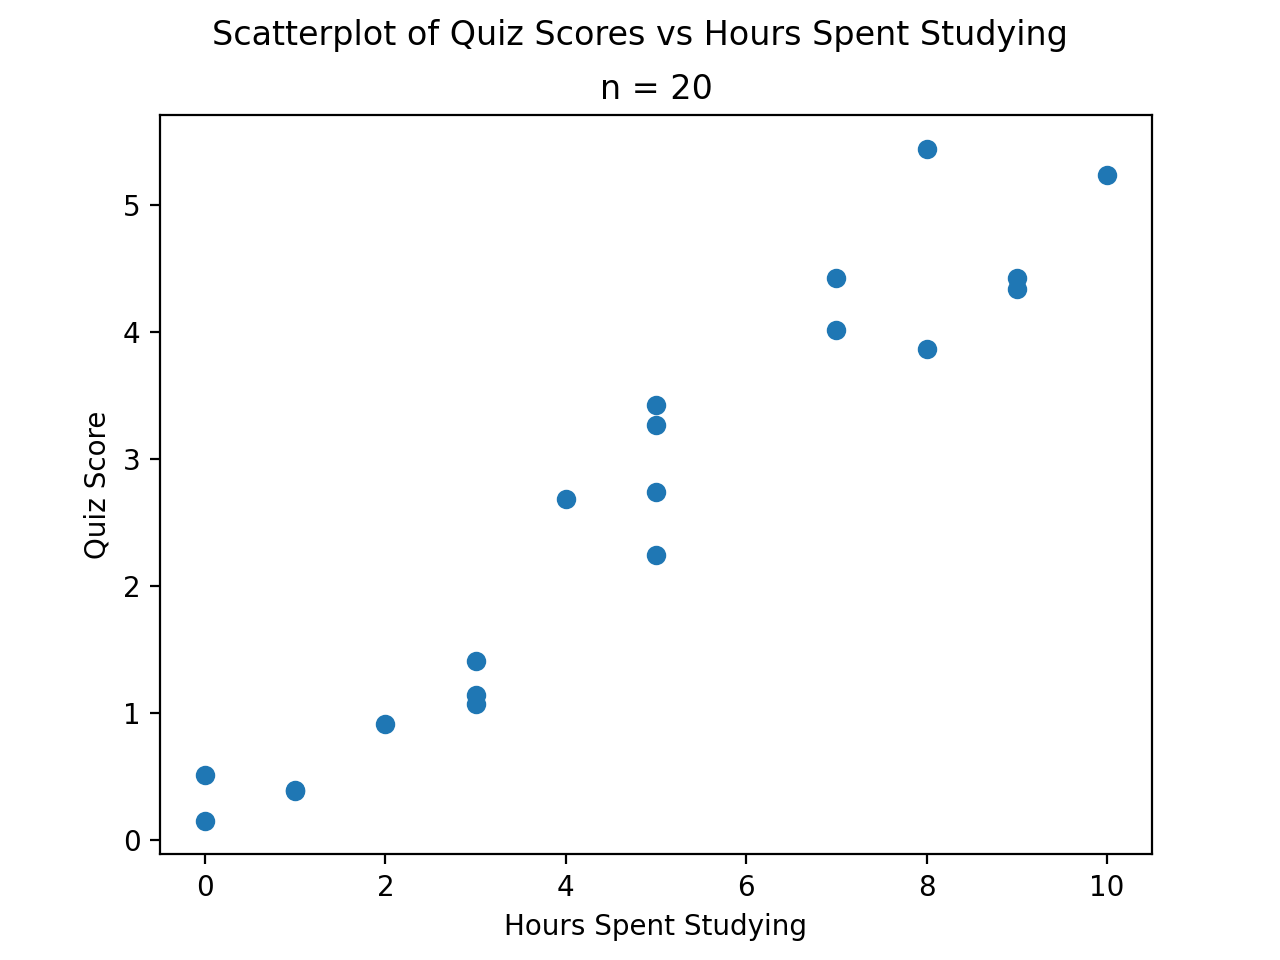 Scatterplot of Quiz Scores vs Hours Spent Studying
n = 20
5
4
3
2
1
0
Quiz Score
0 2 4 6 8 10
Hours Spent Studying